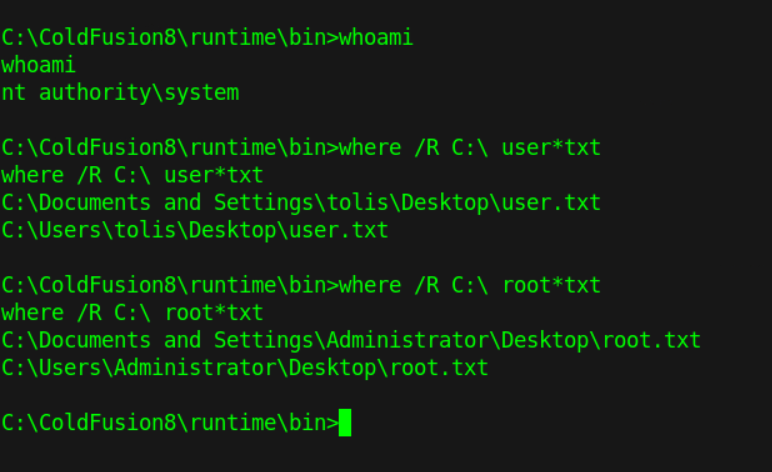 C:\ColdFusion8\runtime\bin>whoami
whoami
nt authority\system
C:\ColdFusion8\runtime\bin>where /R C:\ user*txt
where /R C:\ user*txt
C:\Documents and Settings\tolis\Desktop\user.txt
C:\Users\tolis\Desktop\user.txt
C:\ColdFusion8\runtime\bin>where /R C:\ root*txt
where /R C:\ root*txt
C:\Documents and Settings\Administrator\Desktop\root.txt
C:\Users\Administrator\Desktop\root.txt
C:\ColdFusion8\runtime\bin>